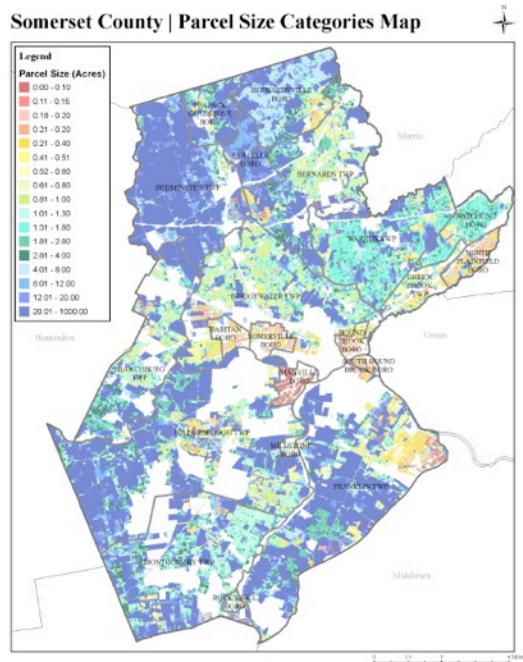 Somerset County | Parcel Size Categories Map
N
Legend
Parcel Size (Acres)
0.00 - 0.10
0.11 - 0.15
0.16 - 0.20
0.21 - 0.20
0.21 - 0.40
0.41 - 0.51
0.52 - 0.60
0.61 - 0.80
0.81 - 1.00
1.01 - 1.30
1.31 - 1.80
1.81 - 2.80
2.81 - 4.00
4.01 - 8.00
8.01 - 12.00
12.01 - 20.00
20.01 - 1000.00
BERNARDSVILLE
BORO
PEAPACK
GLADSTONE
BORO
Morris
FAR HILLS
BORO
BERNARDS TWP
BEDMINSTER TWP
WATCHUNG
BORO
WARREN TWP
NORTH
PLAINFIELD
BORO
GREEN
BROOK
TWP
BRIDGEWATER TWP
Hunterdon
RARITAN
BORO
SOMERVILLE
BORO
BOUND
BROOK
BORO
Union
SOUTH BOUND
BROOK BORO
BRANCHBURG
TWP
MANVILLE
BORO
HILLSBOROUGH TWP
MILLSTONE
BORO
FRANKLIN TWP
MONTGOMERY TWP
Middlesex
ROCKY HILL
BORO